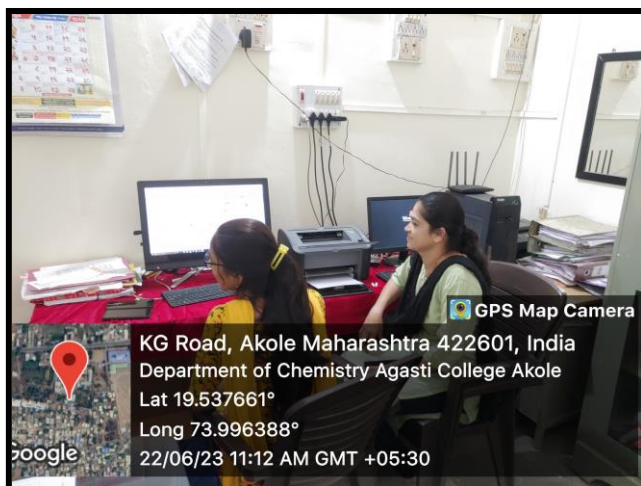 GPS Map Camera
KG Road, Akole Maharashtra 422601, India
Department of Chemistry Agasti College Akole
Lat 19.537661°
Long 73.996388°
22/06/23 11:12 AM GMT +05:30
Google